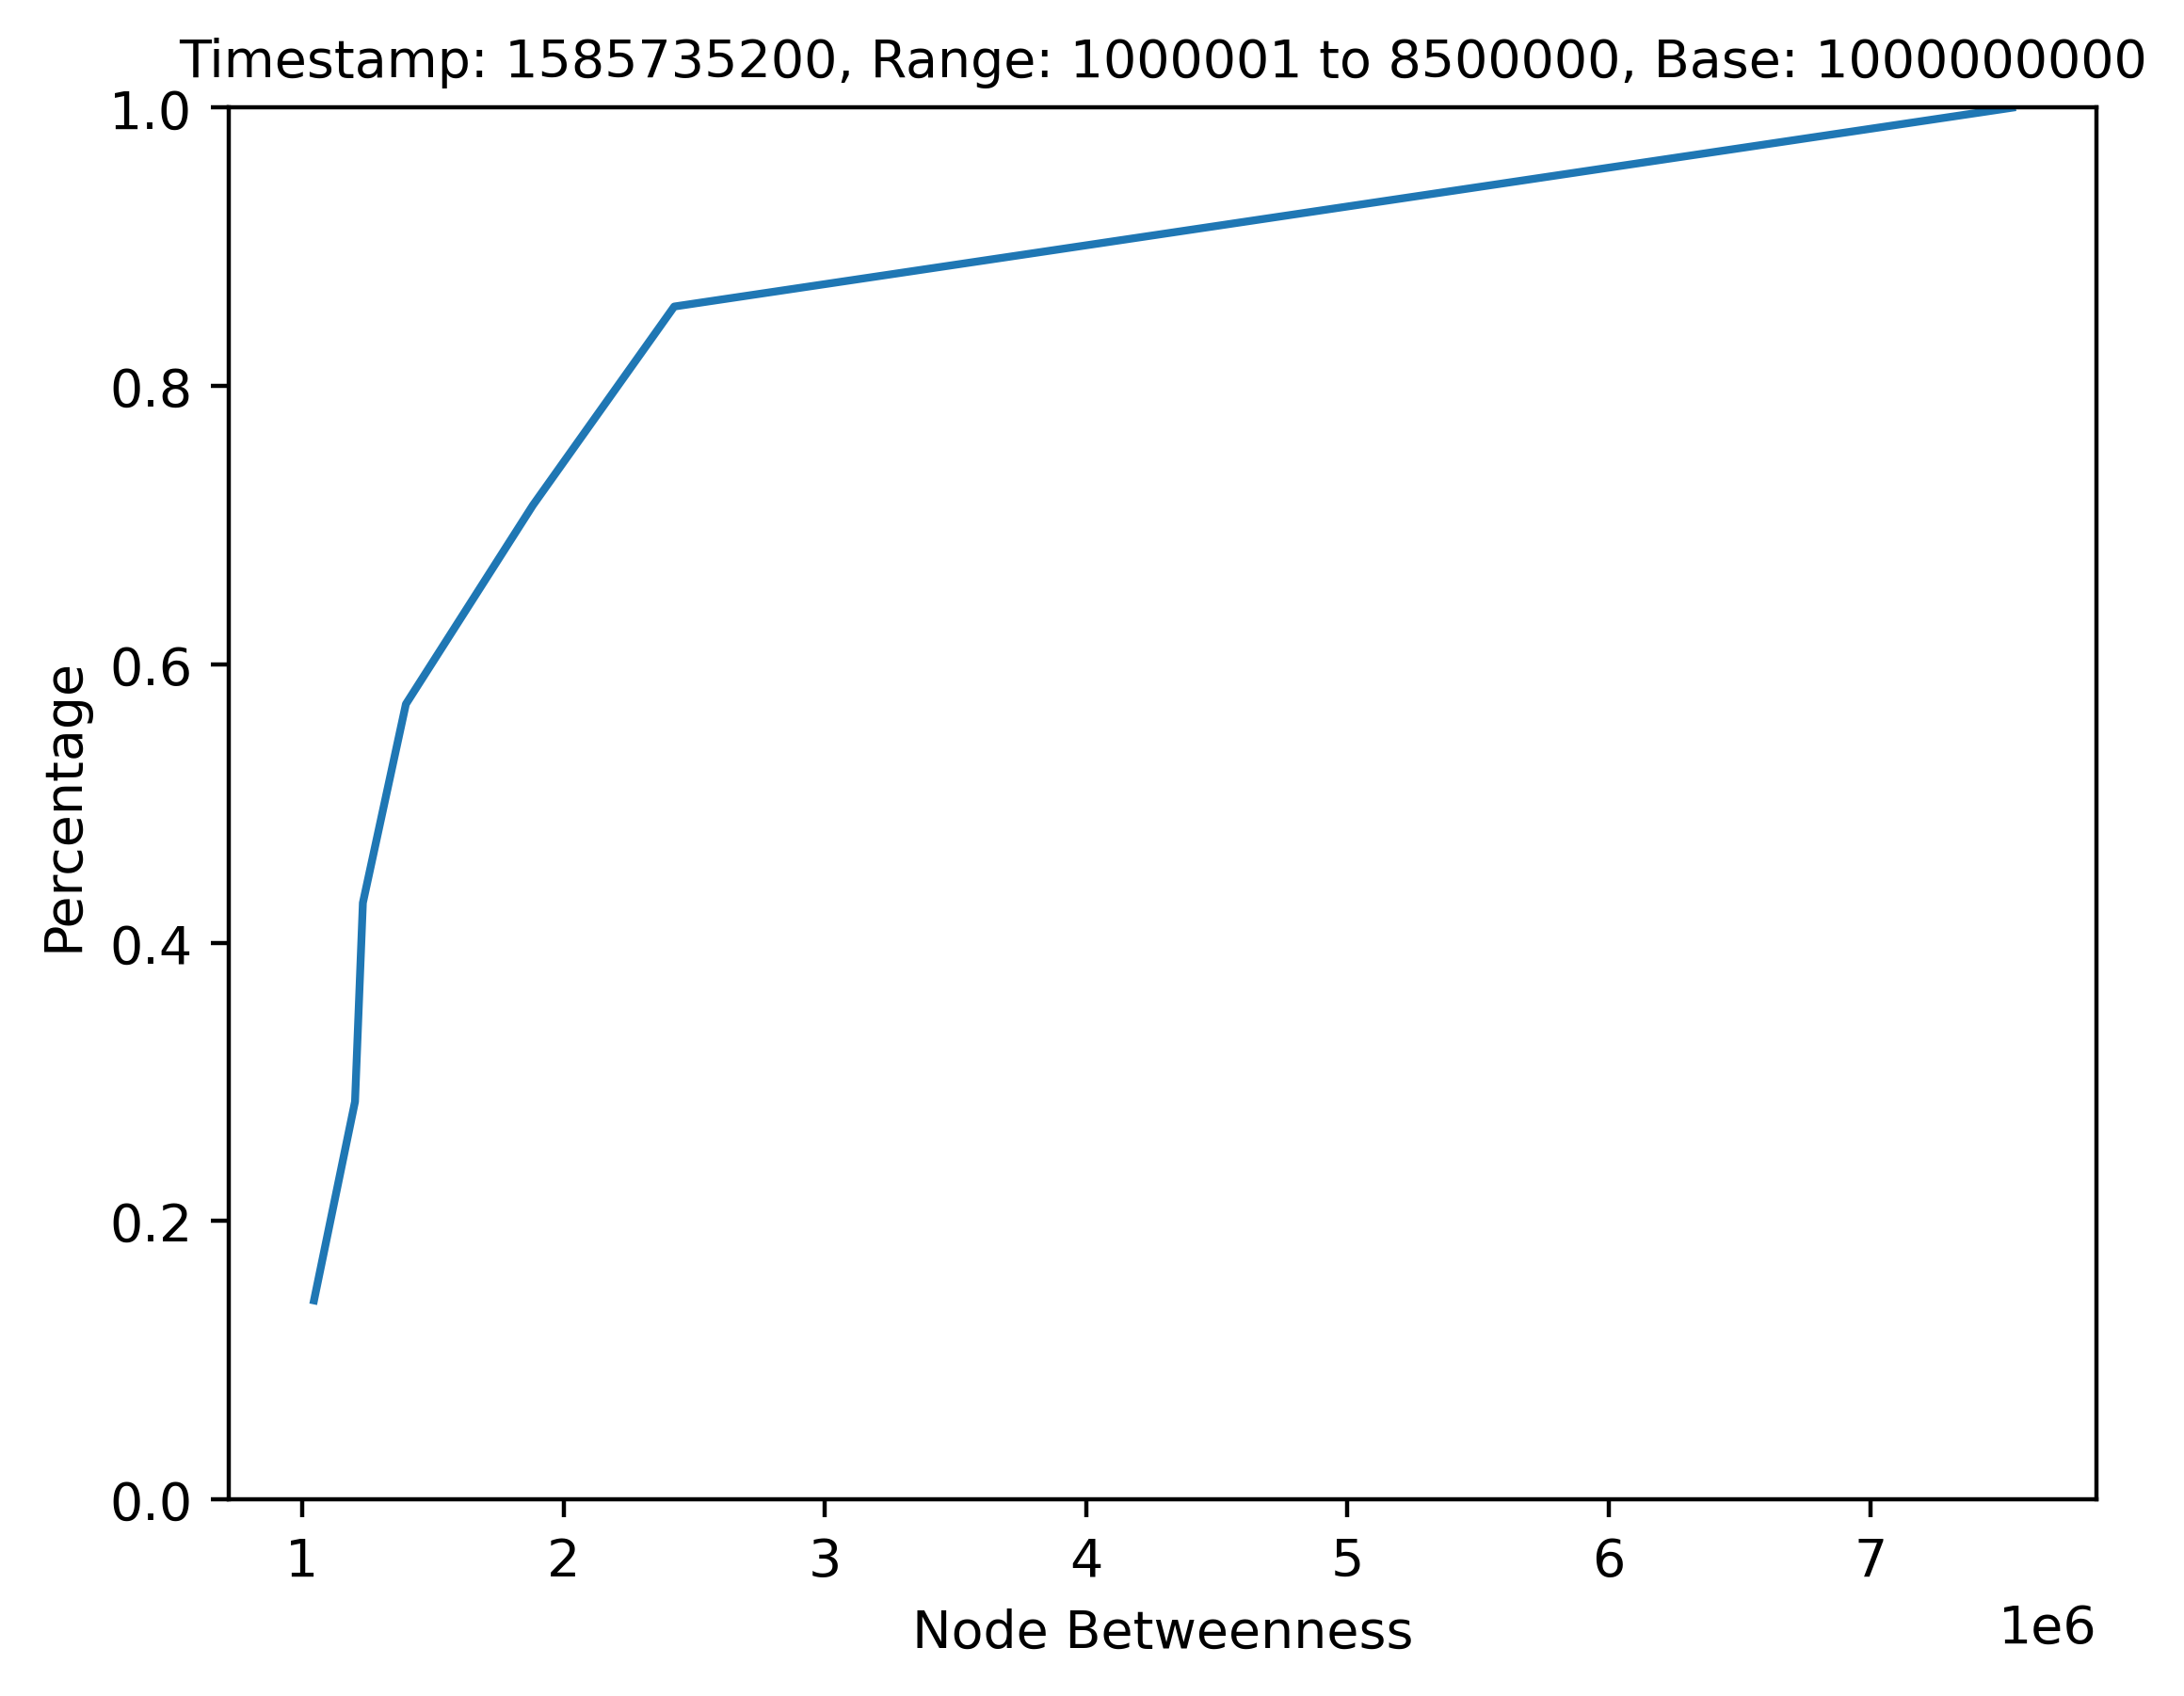 Timestamp: 1585735200, Range: 1000001 to 8500000, Base: 1000000000
1.0
0.8
0.6
0.4
0.2
0.0
Percentage
1 2 3 4 5 6 7
1e6
Node Betweenness